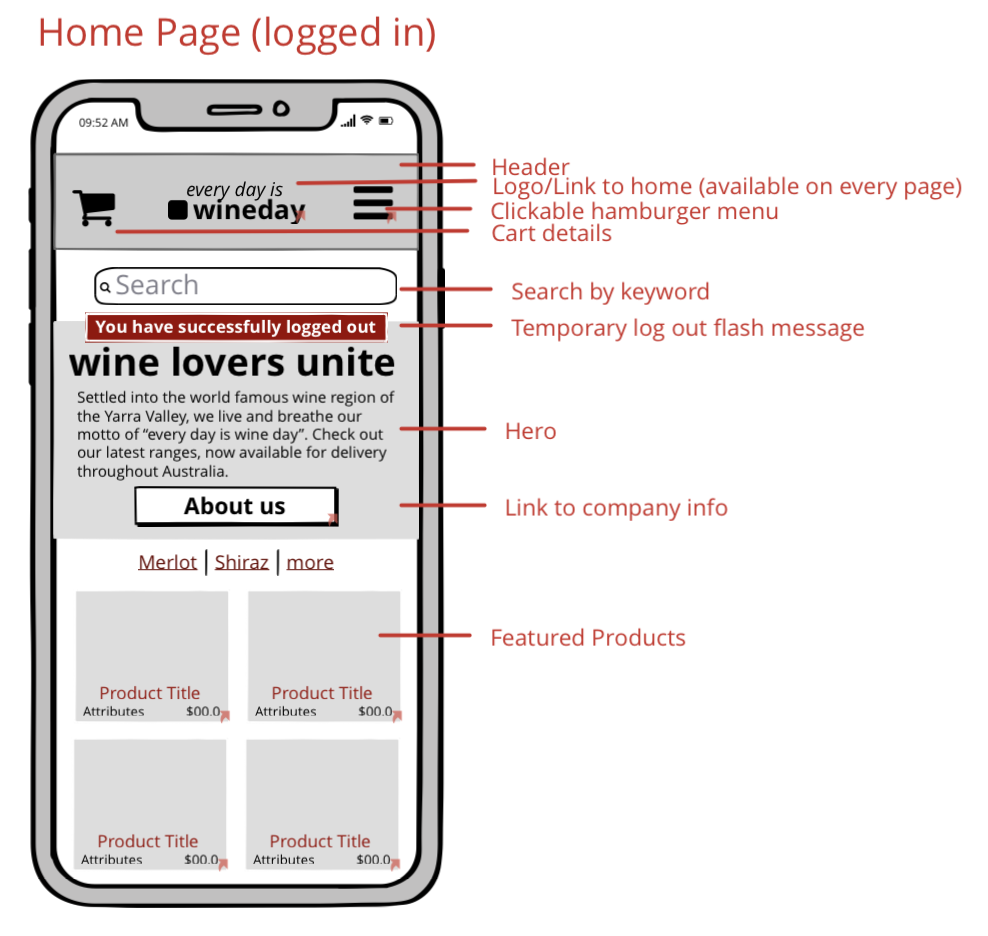 Home Page (logged in)
09:52 AM
every day is
wineday
Header
Logo/Link to home (available on every page)
Clickable hamburger menu
Cart details
Search
Search by keyword
You have successfully logged out
Temporary log out flash message
wine lovers unite
Settled into the world famous wine region of
the Yarra Valley, we live and breathe our
motto of “every day is wine day”. Check out
our latest ranges, now available for delivery
throughout Australia.
Hero
About us
Link to company info
Merlot | Shiraz | more
Featured Products
Product Title
Attributes $00.0
Product Title
Attributes $00.0
Product Title
Attributes $00.0
Product Title
Attributes $00.0